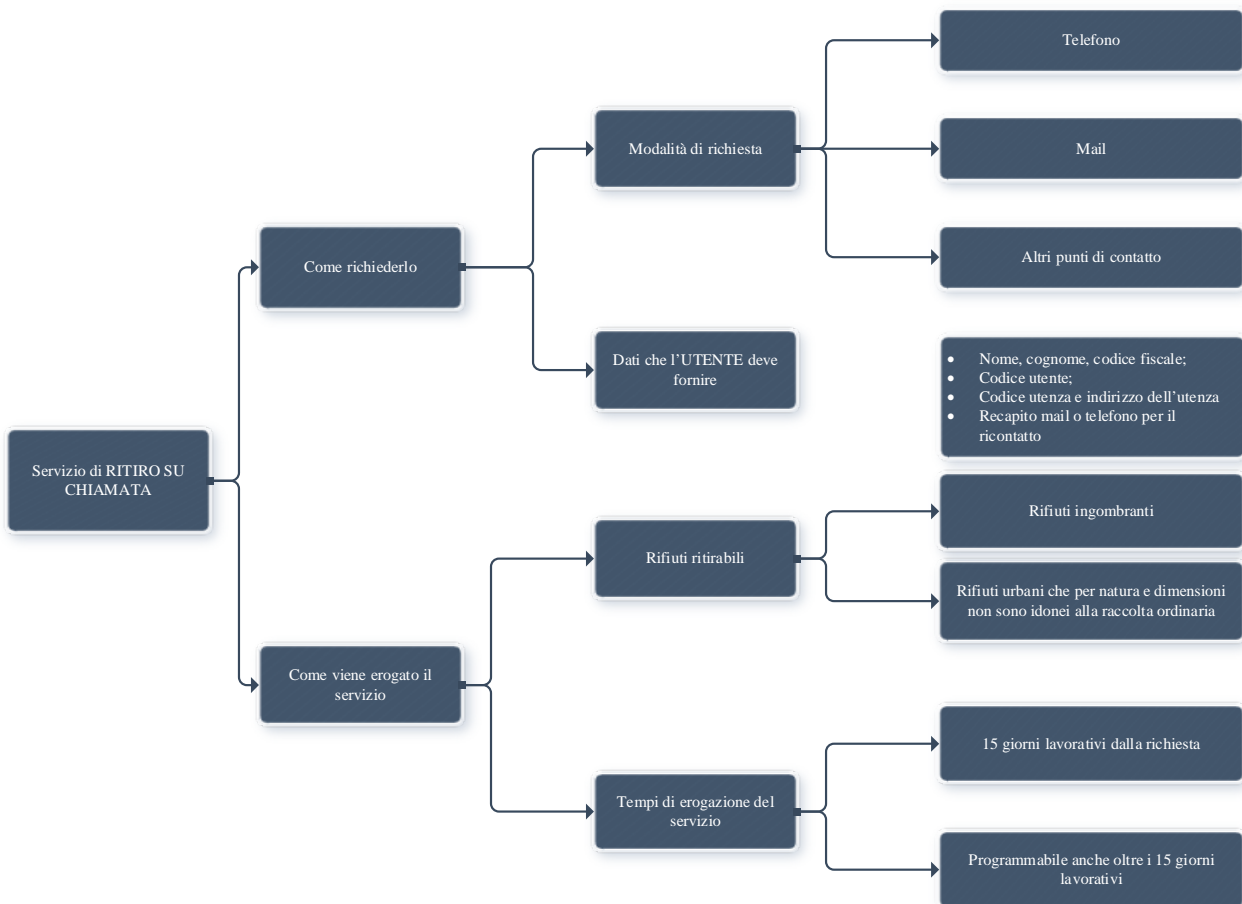 Servizio di RITIRO SU
CHIAMATA
Come richiederlo
Modalità di richiesta
Telefono
Mail
Altri punti di contatto
Dati che l’UTENTE deve
fornire
• Nome, cognome, codice fiscale;
• Codice utente;
• Codice utenza e indirizzo dell’utenza
• Recapito mail o telefono per il
ricontatto
Come viene erogato il
servizio
Rifiuti ritirabili
Rifiuti ingombranti
Rifiuti urbani che per natura e dimensioni
non sono idonei alla raccolta ordinaria
Tempi di erogazione del
servizio
15 giorni lavorativi dalla richiesta
Programmabile anche oltre i 15 giorni
lavorativi